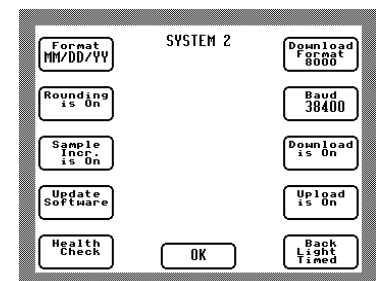 SYSTEM 2
Format
MM/DD/YY
Rounding
is On
Sample
Incr.
is On
Update
Software
Health
Check
Download
Format
8000
Baud
38400
Download
is On
Upload
is On
Back
Light
Timed
OK